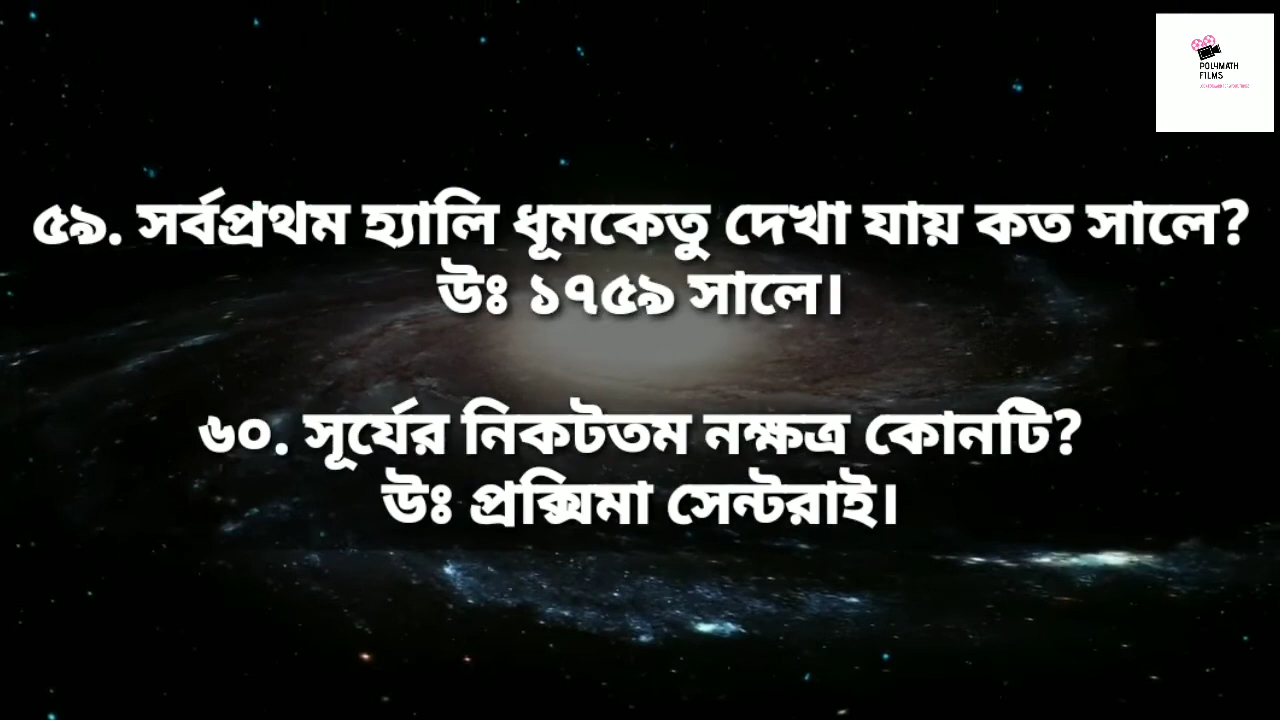 POLYMATH
FILMS
৫৯. সর্বপ্রথম হ্যালি ধূমকেতু দেখা যায় কত সালে?
উঃ ১৭৫৯ সালে।
৬০. সূর্যের নিকটতম নক্ষত্র কোনটি?
উঃ প্রক্সিমা সেন্টরাই।